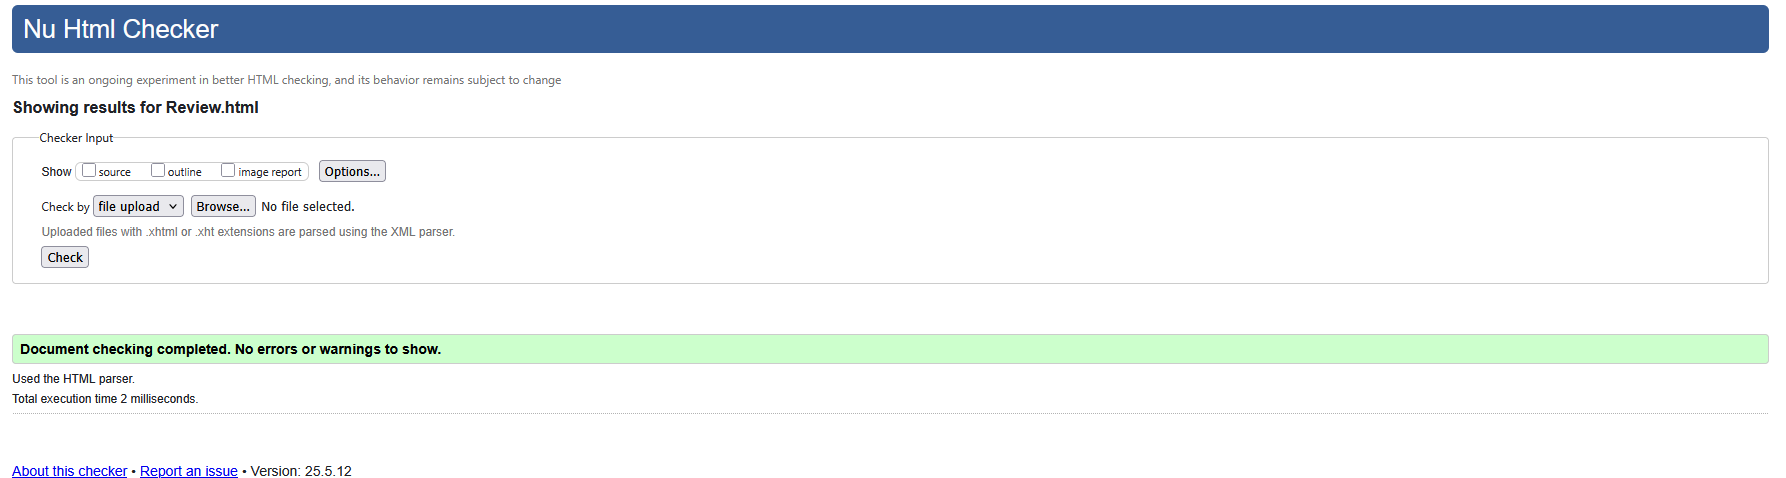 Nu Html Checker
This tool is an ongoing experiment in better HTML checking, and its behavior remains subject to change
Showing results for Review.html
Checker Input
Show source outline image report Options...
Check by file upload Browse... No file selected.
Uploaded files with .xhtml or .xht extensions are parsed using the XML parser.
Check
Document checking completed. No errors or warnings to show.
Used the HTML parser.
Total execution time 2 milliseconds.
About this checker • Report an issue • Version: 25.5.12